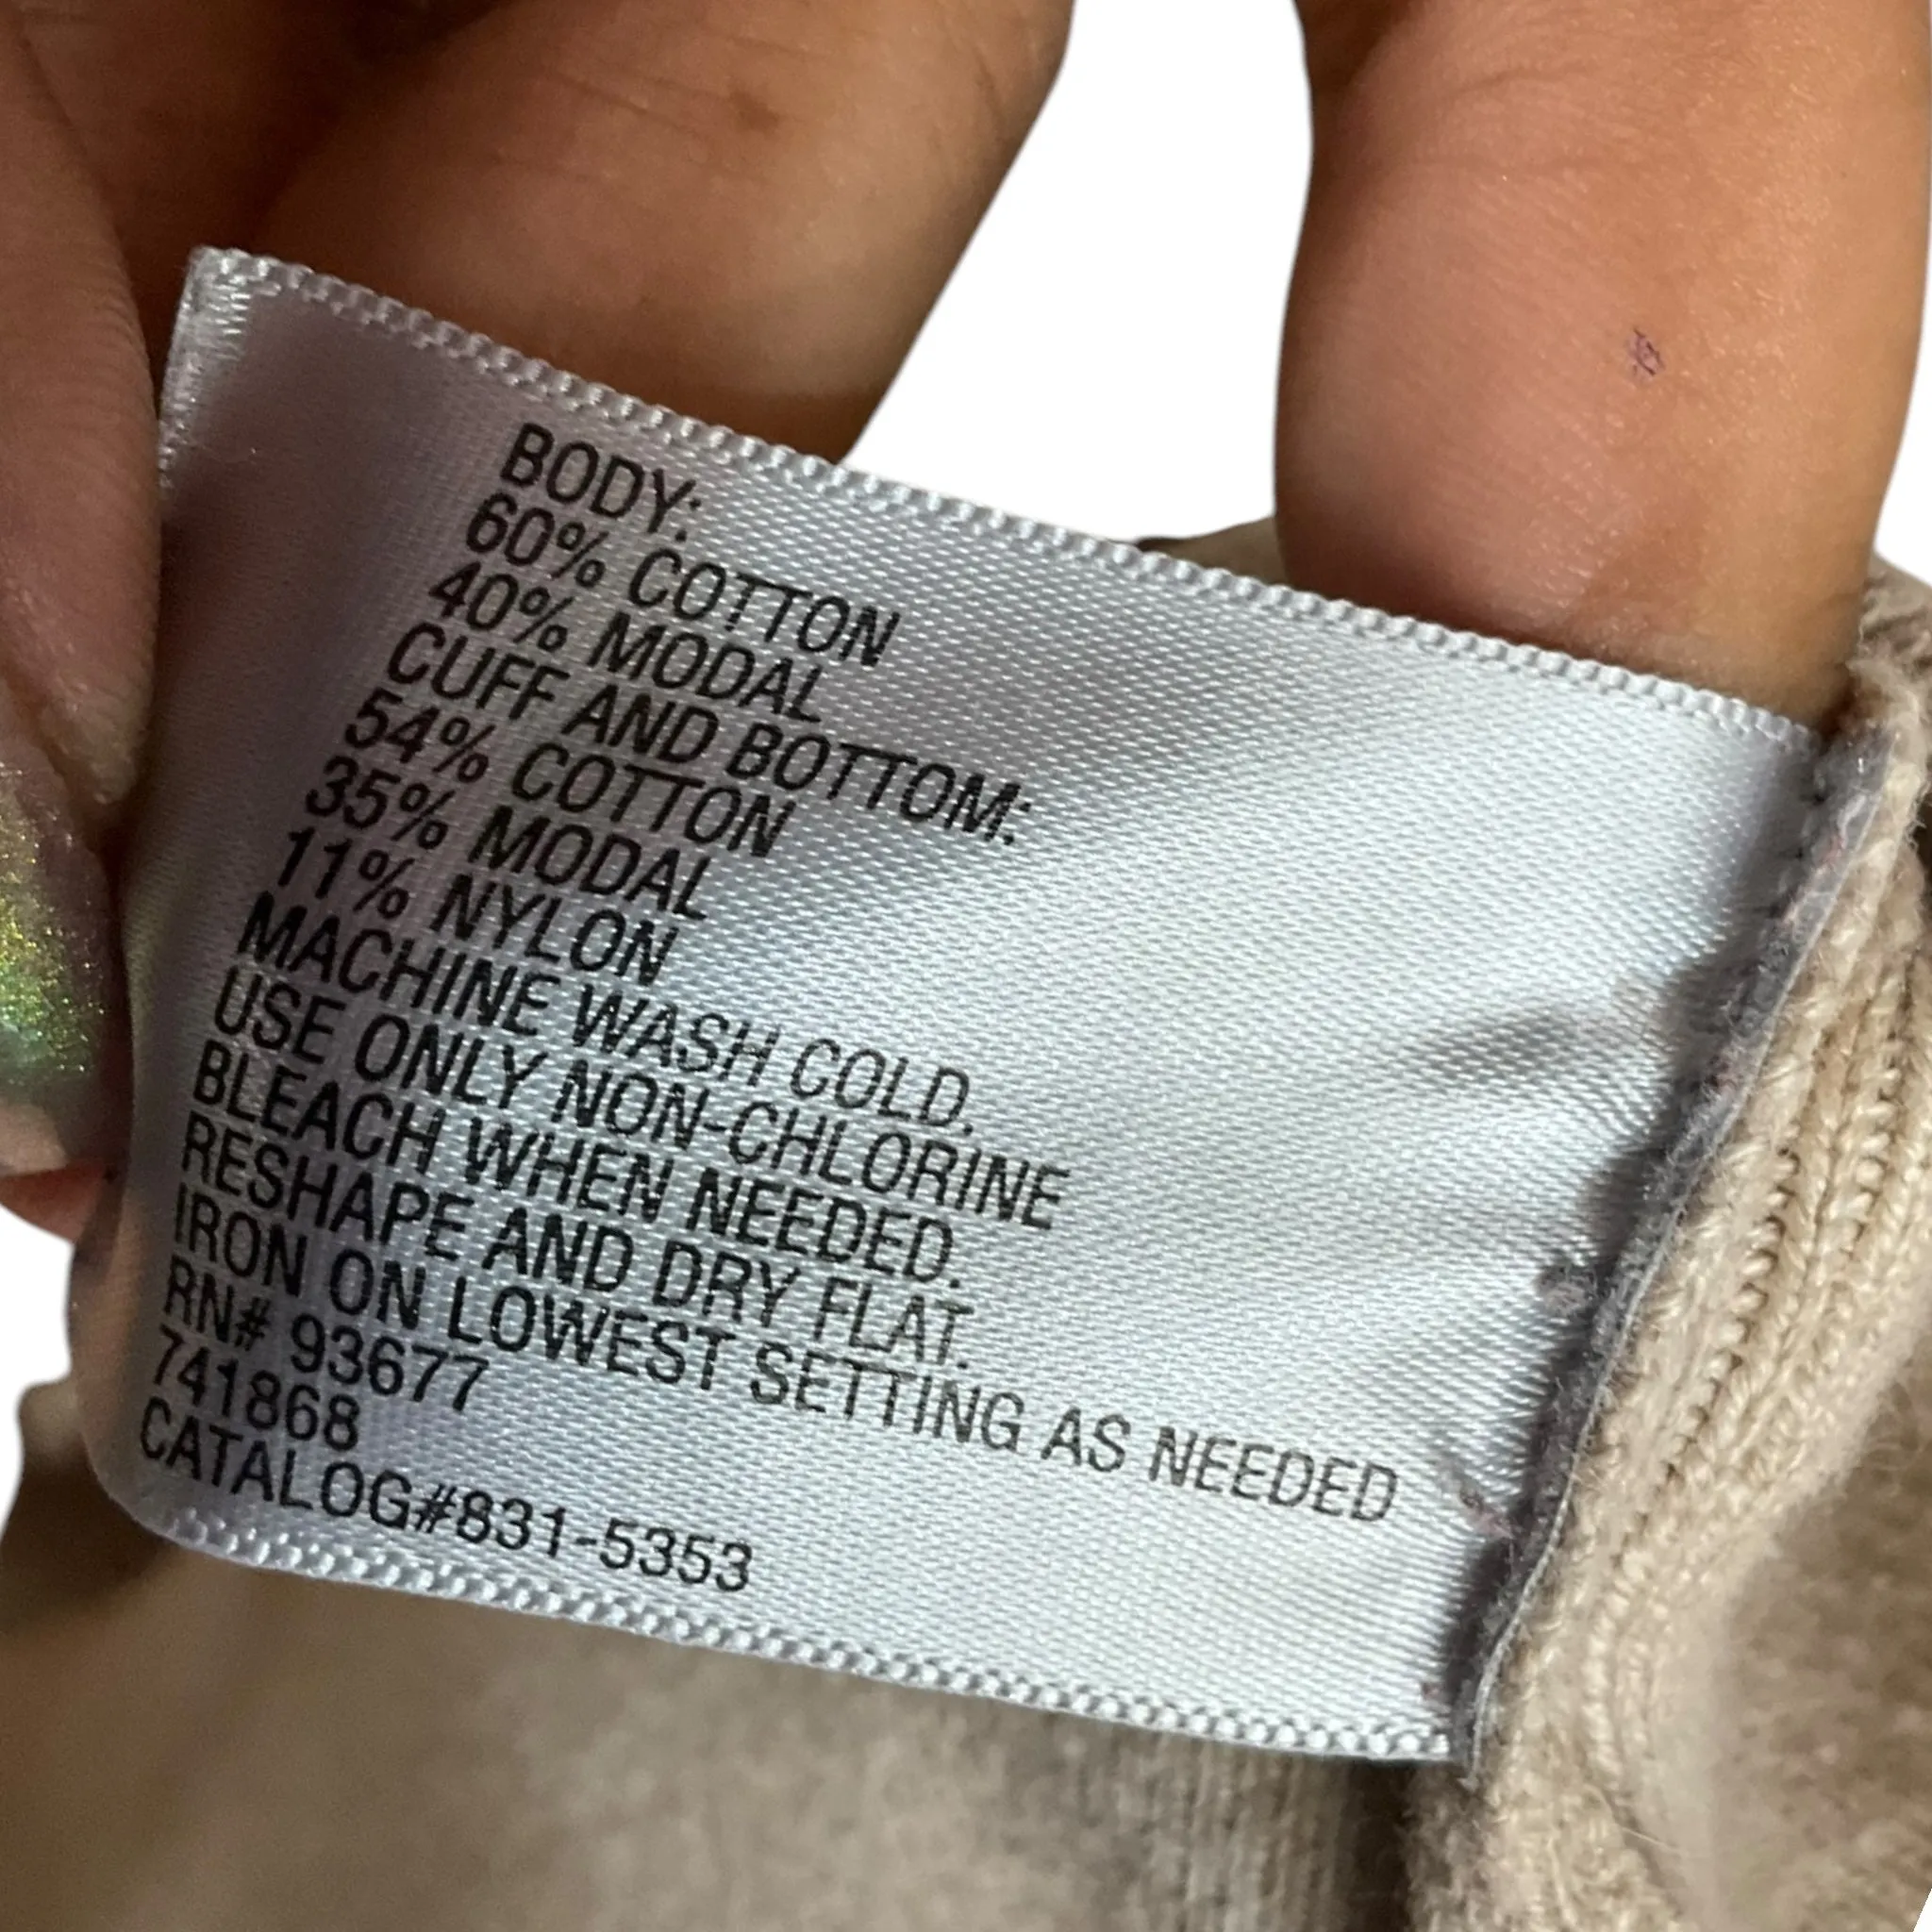 BODY:
60% COTTON
40% MODAL
CUFF AND BOTTOM:
54% COTTON
35% MODAL
11% NYLON
MACHINE WASH COLD.
USE ONLY NON-CHLORINE
BLEACH WHEN NEEDED.
RESHAPE AND DRY FLAT.
IRON ON LOWEST SETTING AS NEEDED
RN# 93677
741868
CATALOG#831-5353